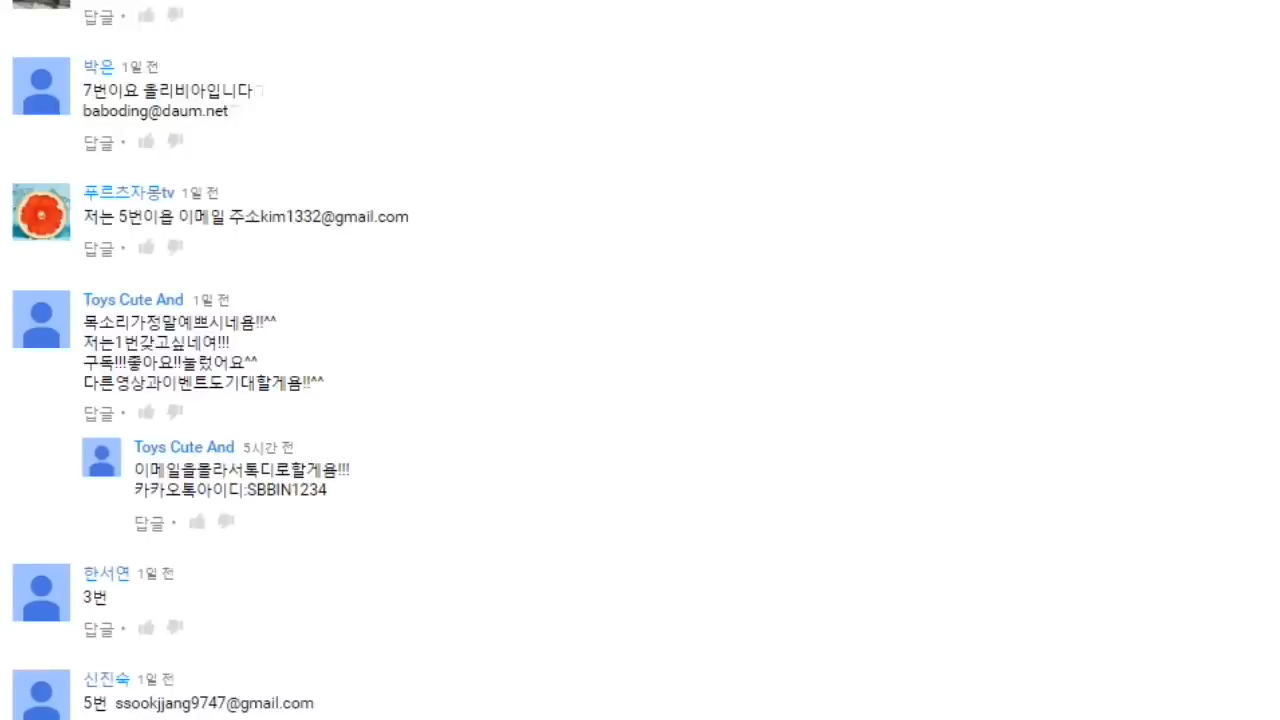 답글 •
박은 1일 전
7번이요 올리비아입니다
baboding@daum.net
답글 •
푸르츠자몽tv 1일 전
저는 5번이욤 이메일 주소kim1332@gmail.com
답글 •
Toys Cute And 1일 전
목소리가정말예쁘시네욤!!^^
저는1번갖고싶네여!!!
구독!!!좋아요!!눌렀어요^^
다른영상과이벤트도기대할게욤!!^^
답글 •
Toys Cute And 5시간 전
이메일을몰라서톡디로할게욤!!!
카카오톡아이디:SBBIN1234
답글 •
한서연 1일 전
3번
답글 •
신진숙 1일 전
5번 ssookjjang9747@gmail.com